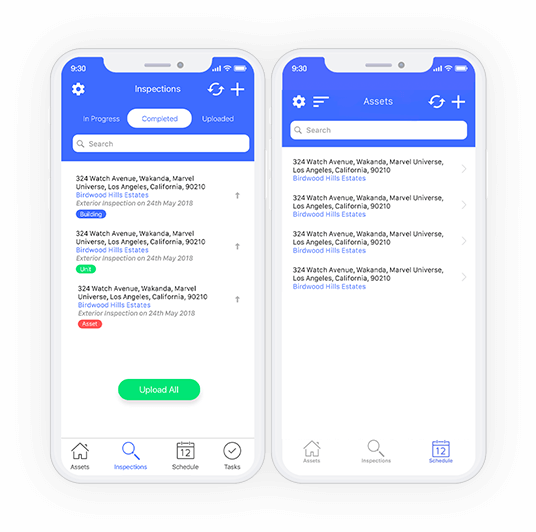 9:30
Inspections
In Progress
Completed
Uploaded
Search
324 Watch Avenue, Wakanda, Marvel
Universe, Los Angeles, California, 90210
Birdwood Hills Estates
Exterior Inspection on 24th May 2018
Building
324 Watch Avenue, Wakanda, Marvel
Universe, Los Angeles, California, 90210
Birdwood Hills Estates
Exterior Inspection on 24th May 2018
Unit
324 Watch Avenue, Wakanda, Marvel
Universe, Los Angeles, California, 90210
Birdwood Hills Estates
Exterior Inspection on 24th May 2018
Asset
Upload All
12
Assets
Inspections
Schedule
Tasks
9:30
Assets
Search
324 Watch Avenue, Wakanda, Marvel Universe,
Los Angeles, California, 90210
Birdwood Hills Estates
324 Watch Avenue, Wakanda, Marvel Universe,
Los Angeles, California, 90210
Birdwood Hills Estates
324 Watch Avenue, Wakanda, Marvel Universe,
Los Angeles, California, 90210
Birdwood Hills Estates
324 Watch Avenue, Wakanda, Marvel Universe,
Los Angeles, California, 90210
Birdwood Hills Estates
12
Assets
Inspections
Schedule